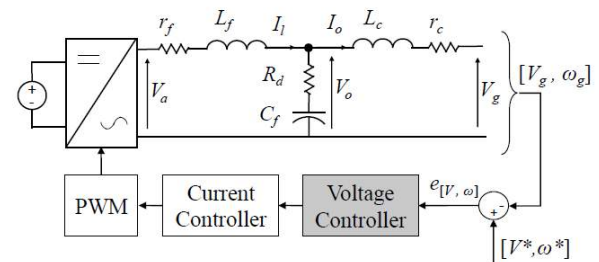 r_f L_f I_l I_o L_c r_c
+
-
V_a
R_d
C_f
V_o
V_g
[V_g , ω_g]
PWM
Current
Controller
Voltage
Controller
e_[V, ω]
+ -
[V*,ω*]